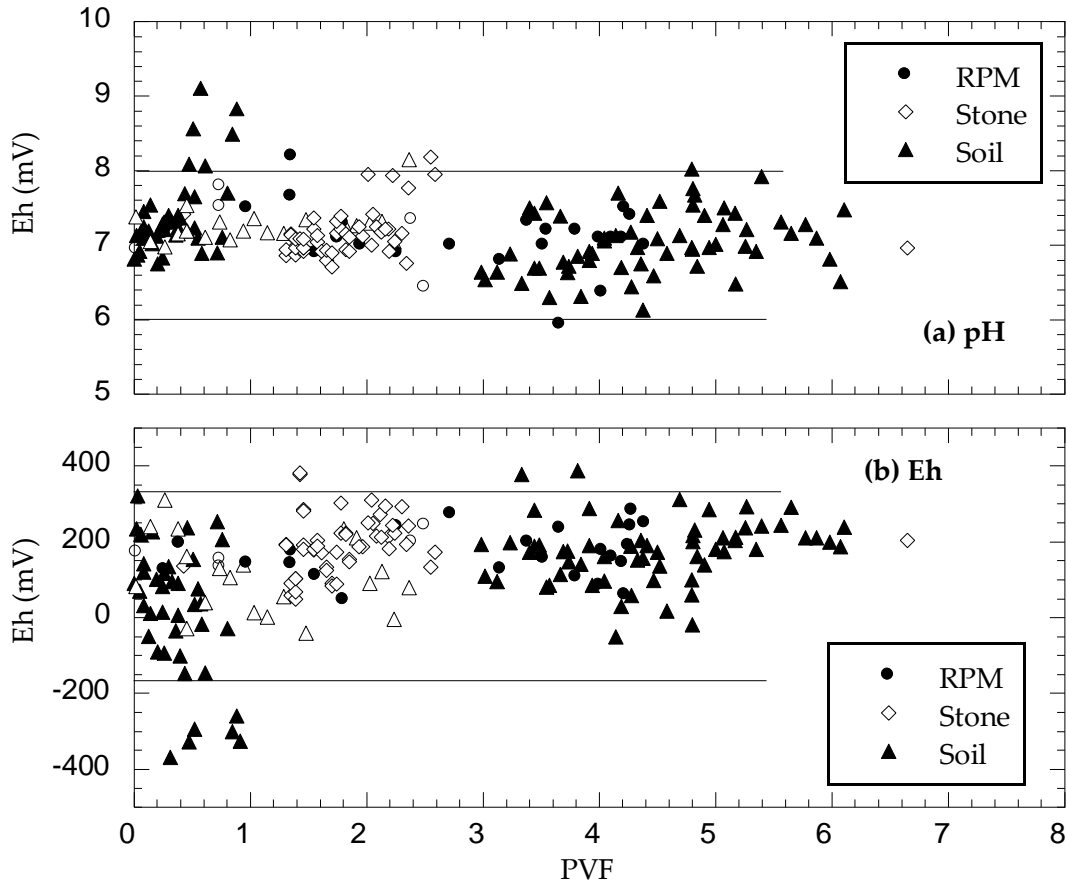 10
9
8
7
6
5
Eh (mV)
RPM
Stone
Soil
(a) pH
400
200
0
-200
-400
Eh (mV)
(b) Eh
RPM
Stone
Soil
0 1 2 3 4 5 6 7 8
PVF